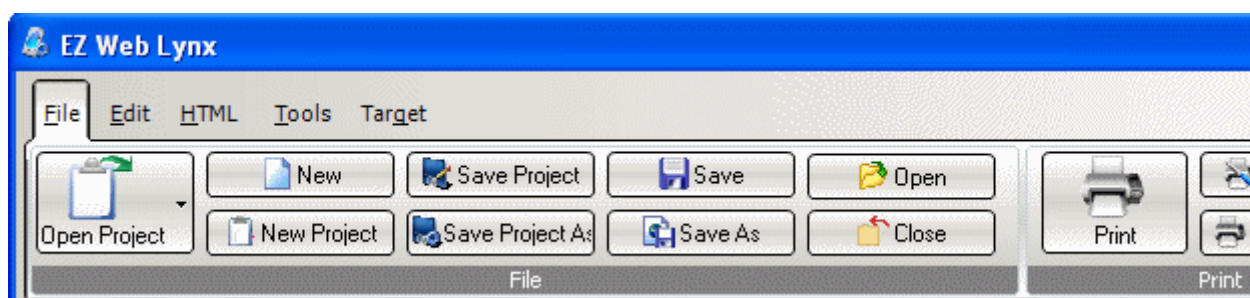 EZ Web Lynx
File Edit HTML Tools Target
New Save Project Save Open
Open Project New Project Save Project As Save As Close Print
File Print